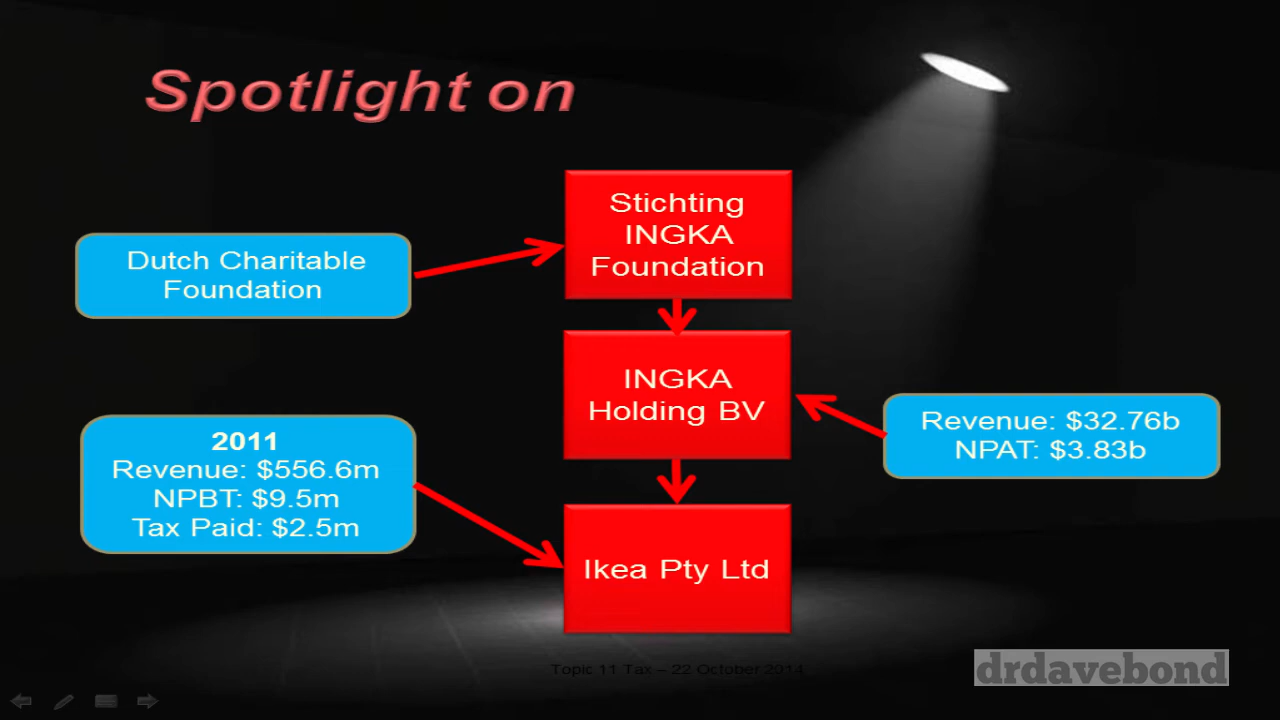 Spotlight on
Stichting
INGKA
Foundation
Dutch Charitable
Foundation
INGKA
Holding BV
Revenue: $32.76b
NPAT: $3.83b
2011
Revenue: $556.6m
NPBT: $9.5m
Tax Paid: $2.5m
Ikea Pty Ltd
Topic 11 Tax – 22 October 2014
drdavebond